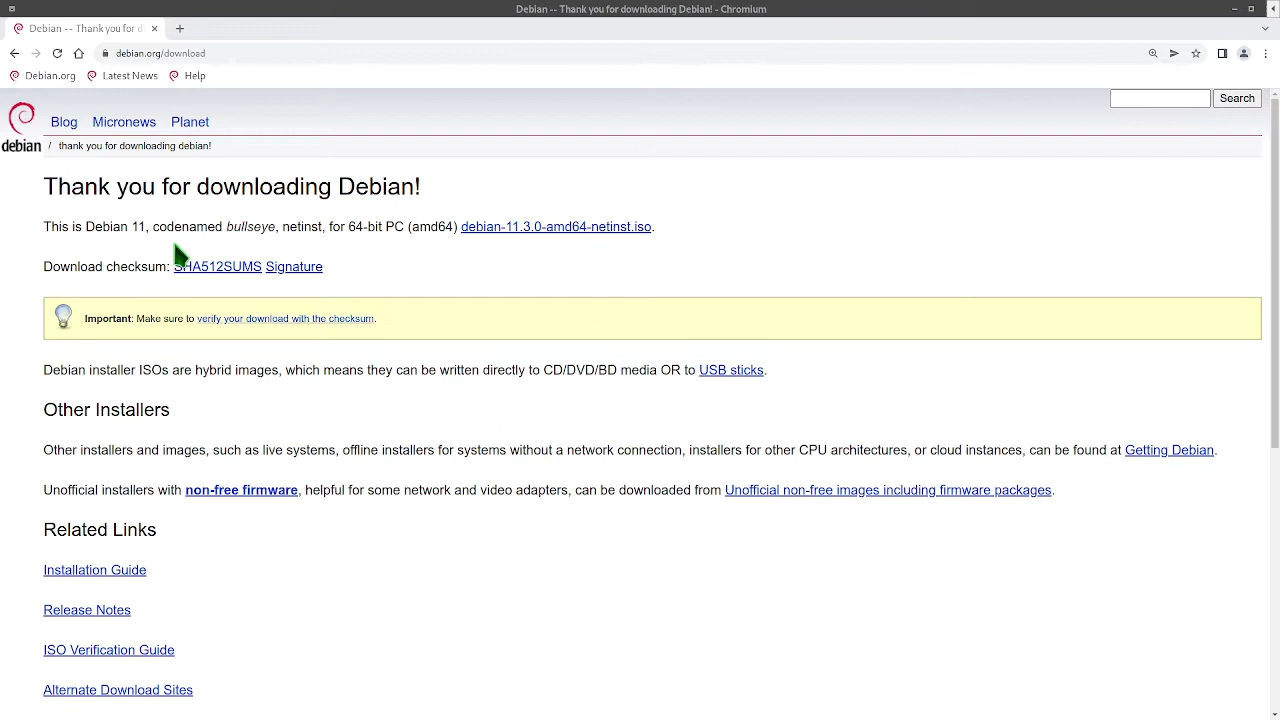 Debian -- Thank you for downloading Debian! - Chromium
Debian -- Thank you for d
debian.org/download
Debian.org Latest News Help
Search
debian
Blog Micronews Planet
/ thank you for downloading debian!
Thank you for downloading Debian!
This is Debian 11, codenamed bullseye, netinst, for 64-bit PC (amd64) debian-11.3.0-amd64-netinst.iso.
Download checksum: SHA512SUMS Signature
Important: Make sure to verify your download with the checksum.
Debian installer ISOs are hybrid images, which means they can be written directly to CD/DVD/BD media OR to USB sticks.
Other Installers
Other installers and images, such as live systems, offline installers for systems without a network connection, installers for other CPU architectures, or cloud instances, can be found at Getting Debian.
Unofficial installers with non-free firmware, helpful for some network and video adapters, can be downloaded from Unofficial non-free images including firmware packages.
Related Links
Installation Guide
Release Notes
ISO Verification Guide
Alternate Download Sites